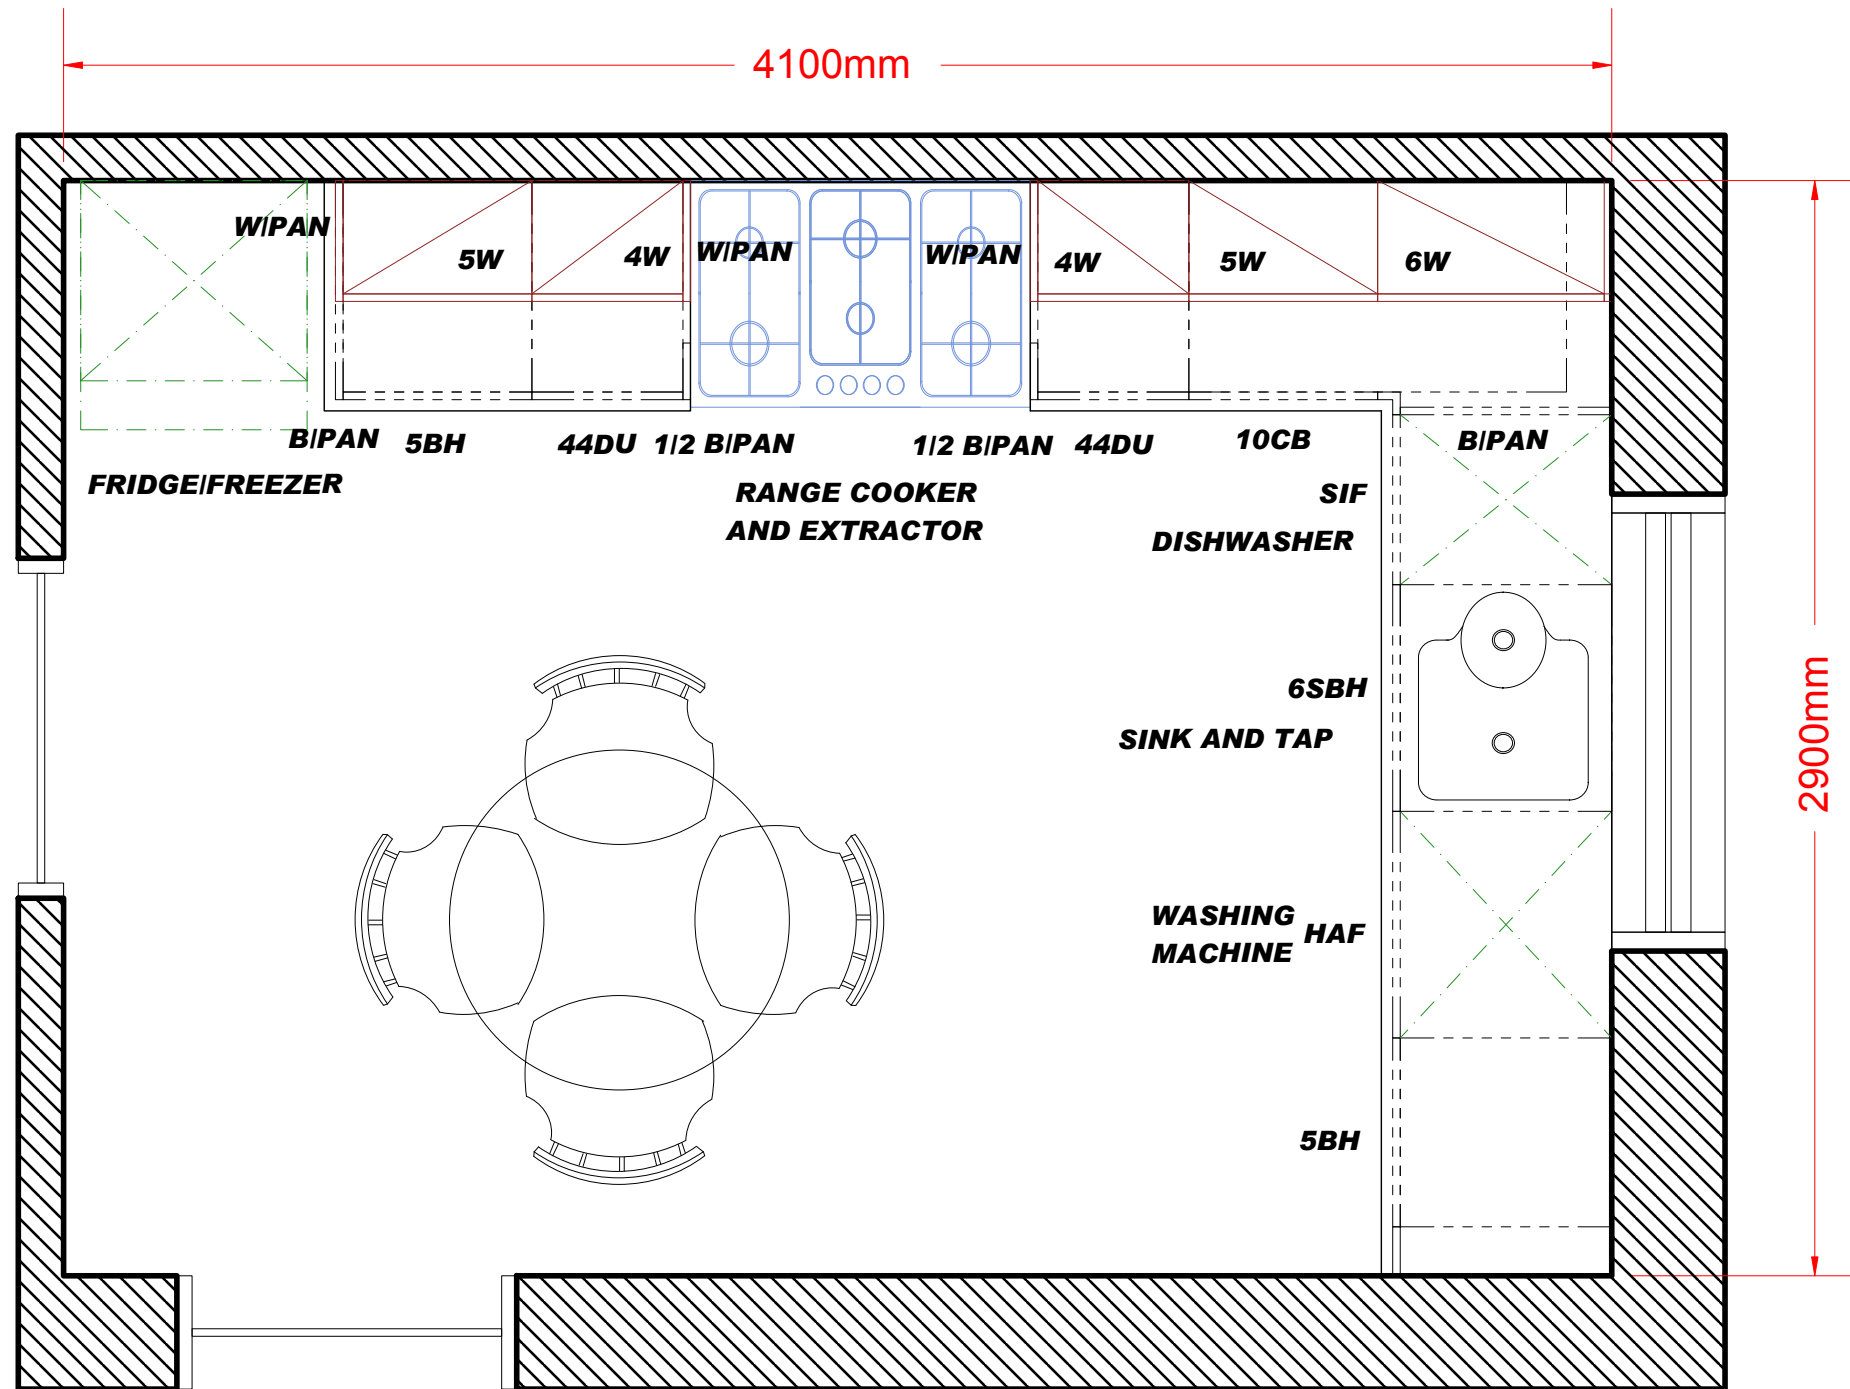 4100mm
W/PAN
5W
4W
W/PAN
W/PAN
4W
5W
6W
B/PAN
5BH
44DU
1/2 B/PAN
1/2 B/PAN
44DU
10CB
B/PAN
FRIDGE/FREEZER
RANGE COOKER
AND EXTRACTOR
SIF
DISHWASHER
6SBH
SINK AND TAP
2900mm
WASHING
MACHINE
HAF
5BH